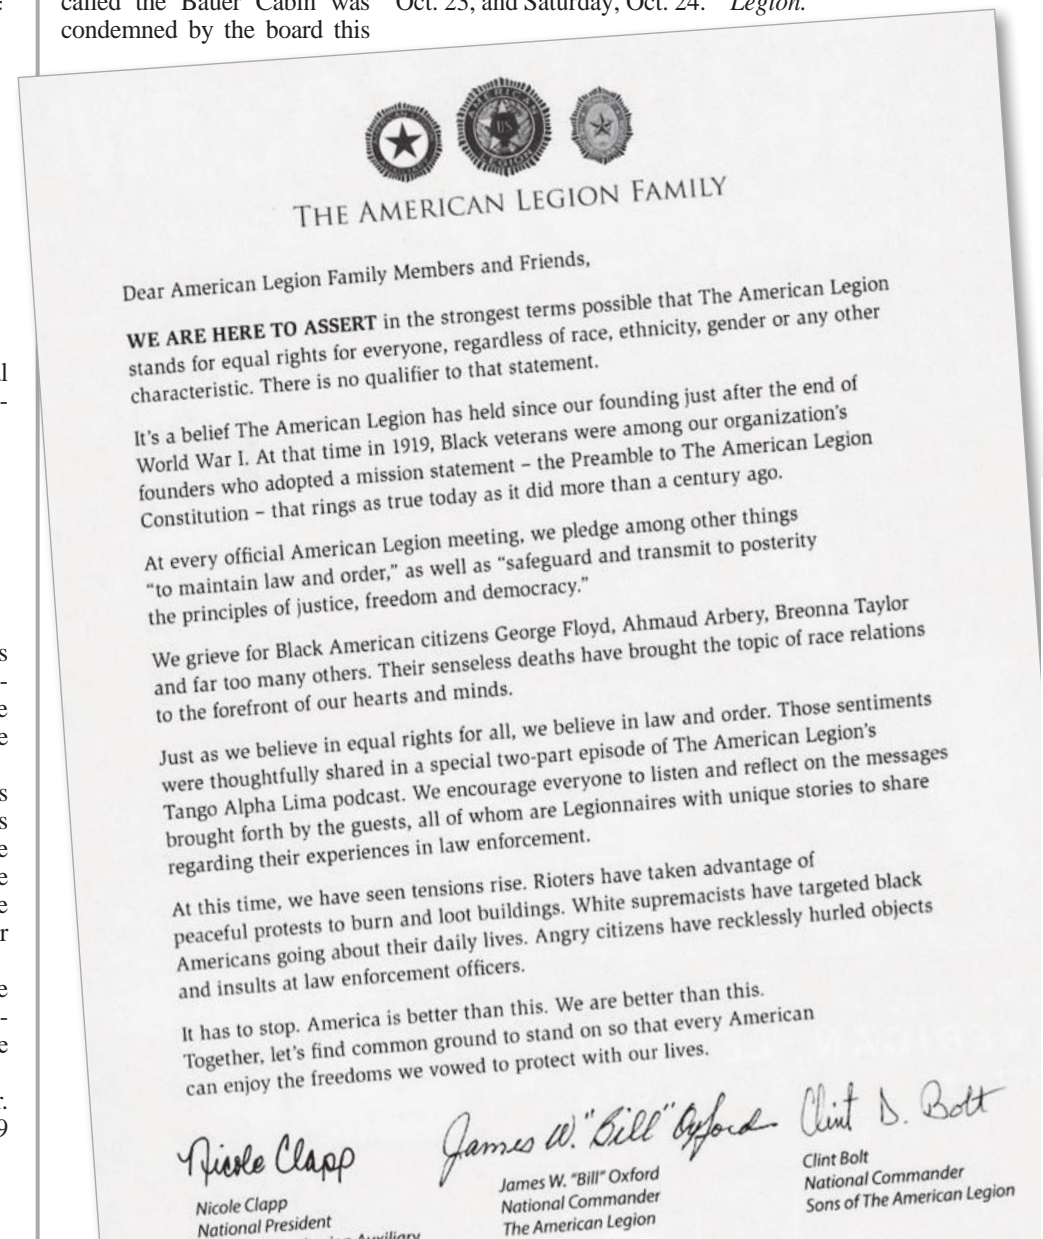 called the Bauer Cabin was
condemned by the board this
Oct. 23, and Saturday, Oct. 24.
Legion.
THE AMERICAN LEGION FAMILY
Dear American Legion Family Members and Friends,
WE ARE HERE TO ASSERT in the strongest terms possible that The American Legion
stands for equal rights for everyone, regardless of race, ethnicity, gender or any other
characteristic. There is no qualifier to that statement.
It's a belief The American Legion has held since our founding just after the end of
World War I. At that time in 1919, Black veterans were among our organization's
founders who adopted a mission statement – the Preamble to The American Legion
Constitution – that rings as true today as it did more than a century ago.
At every official American Legion meeting, we pledge among other things
“to maintain law and order,” as well as “safeguard and transmit to posterity
the principles of justice, freedom and democracy.”
We grieve for Black American citizens George Floyd, Ahmaud Arbery, Breonna Taylor
and far too many others. Their senseless deaths have brought the topic of race relations
to the forefront of our hearts and minds.
Just as we believe in equal rights for all, we believe in law and order. Those sentiments
were thoughtfully shared in a special two-part episode of The American Legion's
Tango Alpha Lima podcast. We encourage everyone to listen and reflect on the messages
brought forth by the guests, all of whom are Legionnaires with unique stories to share
regarding their experiences in law enforcement.
At this time, we have seen tensions rise. Rioters have taken advantage of
peaceful protests to burn and loot buildings. White supremacists have targeted black
Americans going about their daily lives. Angry citizens have recklessly hurled objects
and insults at law enforcement officers.
It has to stop. America is better than this. We are better than this.
Together, let's find common ground to stand on so that every American
can enjoy the freedoms we vowed to protect with our lives.
Nicole Clapp
James W. "Bill" Oxford
Clint D. Bolt
Nicole Clapp
National President
Auxiliary
James W. "Bill" Oxford
National Commander
The American Legion
Clint Bolt
National Commander
Sons of The American Legion